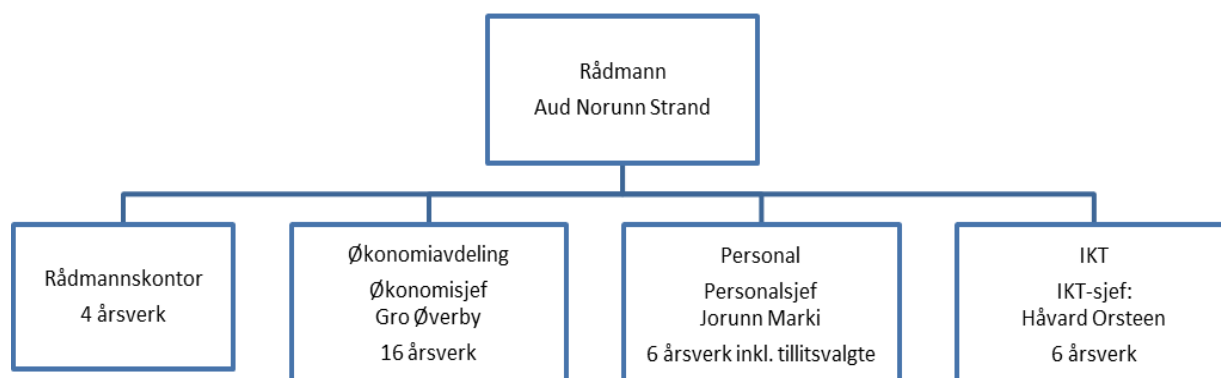 Rådmann
Aud Norunn Strand
Rådmannskontor
4 årsverk
Økonomiavdeling
Økonomisjef
Gro Øverby
16 årsverk
Personal
Personalsjef
Jorunn Marki
6 årsverk inkl. tillitsvalgte
IKT
IKT-sjef:
Håvard Orsteen
6 årsverk